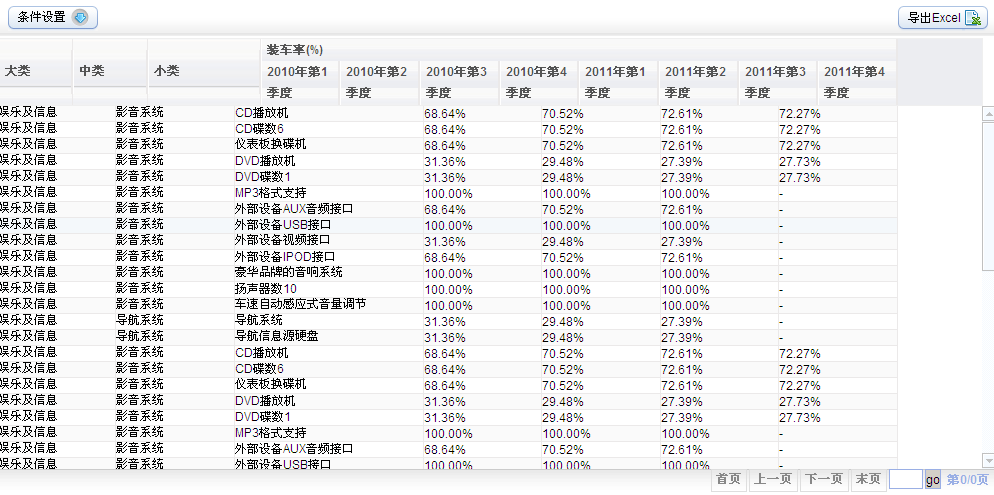 条件设置 导出Excel
装车率(%)
大类 中类 小类 2010年第1季度 2010年第2季度 2010年第3季度 2010年第4季度 2011年第1季度 2011年第2季度 2011年第3季度 2011年第4季度
娱乐及信息 影音系统 CD播放机 68.64% 70.52% 72.61% 72.27%
娱乐及信息 影音系统 CD碟数6 68.64% 70.52% 72.61% 72.27%
娱乐及信息 影音系统 仪表板换碟机 68.64% 70.52% 72.61% 72.27%
娱乐及信息 影音系统 DVD播放机 31.36% 29.48% 27.39% 27.73%
娱乐及信息 影音系统 DVD碟数1 31.36% 29.48% 27.39% 27.73%
娱乐及信息 影音系统 MP3格式支持 100.00% 100.00% 100.00% -
娱乐及信息 影音系统 外部设备AUX音频接口 68.64% 70.52% 72.61% -
娱乐及信息 影音系统 外部设备USB接口 100.00% 100.00% 100.00% -
娱乐及信息 影音系统 外部设备视频接口 31.36% 29.48% 27.39% -
娱乐及信息 影音系统 外部设备IPOD接口 68.64% 70.52% 72.61% -
娱乐及信息 影音系统 豪华品牌的音响系统 100.00% 100.00% 100.00% -
娱乐及信息 影音系统 扬声器数10 100.00% 100.00% 100.00% -
娱乐及信息 影音系统 车速自动感应式音量调节 100.00% 100.00% 100.00% -
娱乐及信息 导航系统 导航系统 31.36% 29.48% 27.39% -
娱乐及信息 导航系统 导航信息源硬盘 31.36% 29.48% 27.39% -
娱乐及信息 影音系统 CD播放机 68.64% 70.52% 72.61% 72.27%
娱乐及信息 影音系统 CD碟数6 68.64% 70.52% 72.61% 72.27%
娱乐及信息 影音系统 仪表板换碟机 68.64% 70.52% 72.61% 72.27%
娱乐及信息 影音系统 DVD播放机 31.36% 29.48% 27.39% 27.73%
娱乐及信息 影音系统 DVD碟数1 31.36% 29.48% 27.39% 27.73%
娱乐及信息 影音系统 MP3格式支持 100.00% 100.00% 100.00% -
娱乐及信息 影音系统 外部设备AUX音频接口 68.64% 70.52% 72.61% -
娱乐及信息 影音系统 外部设备USB接口 100.00% 100.00% 100.00% -
首页 上一页 下一页 末页 go 第0/0页